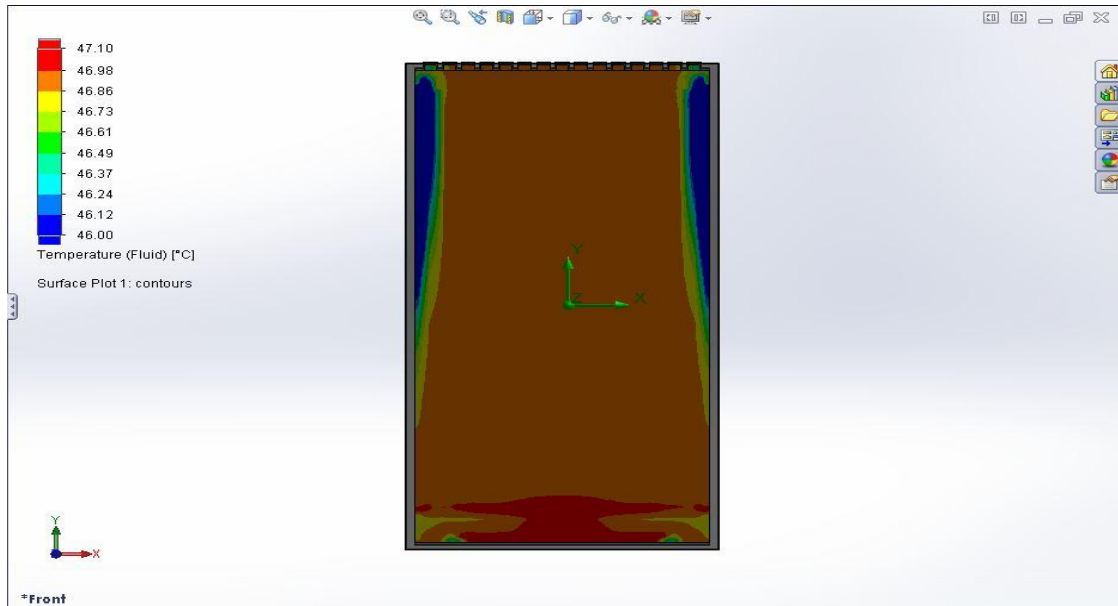 47.10
46.98
46.86
46.73
46.61
46.49
46.37
46.24
46.12
46.00
Temperature (Fluid) [°C]
Surface Plot 1: contours
Y
Z
X
Y
X
*Front